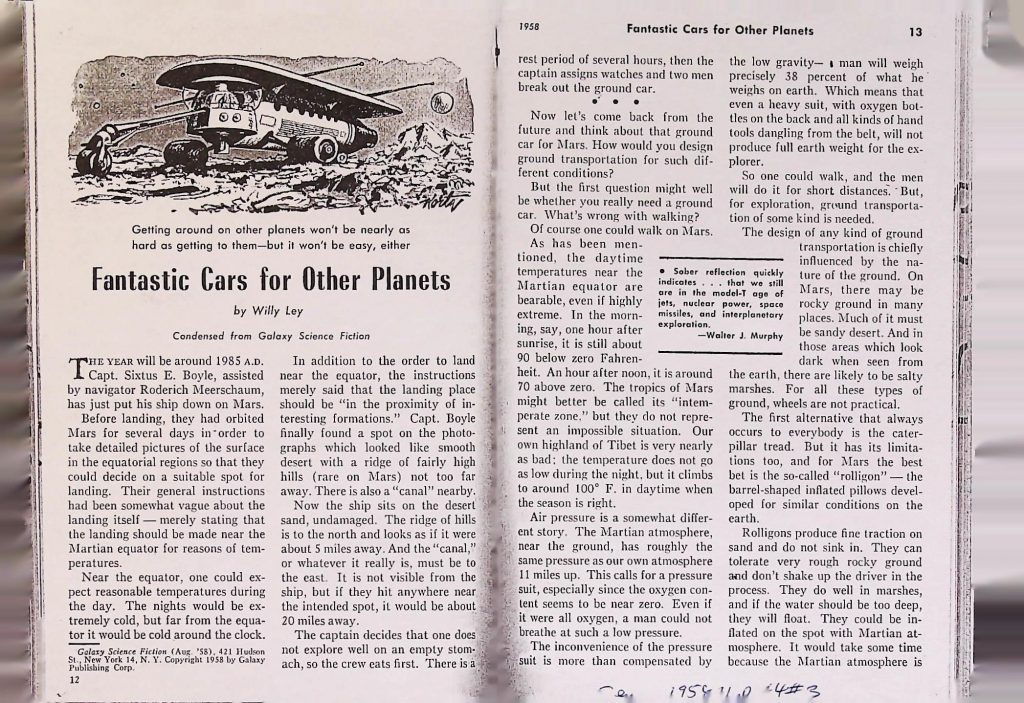 Norty
Getting around on other planets won't be nearly as
hard as getting to them—but it won't be easy, either
Fantastic Cars for Other Planets
by Willy Ley
Condensed from Galaxy Science Fiction
THE YEAR will be around 1985 A.D.
Capt. Sixtus E. Boyle, assisted
by navigator Roderich Meerschaum,
has just put his ship down on Mars.
Before landing, they had orbited
Mars for several days in order to
take detailed pictures of the surface
in the equatorial regions so that they
could decide on a suitable spot for
landing. Their general instructions
had been somewhat vague about the
landing itself — merely stating that
the landing should be made near the
Martian equator for reasons of tem-
peratures.
Near the equator, one could ex-
pect reasonable temperatures during
the day. The nights would be ex-
tremely cold, but far from the equa-
tor it would be cold around the clock.
Galaxy Science Fiction (Aug. '58), 421 Hudson
St., New York 14, N. Y. Copyright 1958 by Galaxy
Publishing Corp.
12
In addition to the order to land
near the equator, the instructions
merely said that the landing place
should be "in the proximity of in-
teresting formations." Capt. Boyle
finally found a spot on the photo-
graphs which looked like smooth
desert with a ridge of fairly high
hills (rare on Mars) not too far
away. There is also a "canal" nearby.
Now the ship sits on the desert
sand, undamaged. The ridge of hills
is to the north and looks as if it were
about 5 miles away. And the "canal,"
or whatever it really is, must be to
the east. It is not visible from the
ship, but if they hit anywhere near
the intended spot, it would be about
20 miles away.
The captain decides that one does
not explore well on an empty stom-
ach, so the crew eats first. There is a
1958
Fantastic Cars for Other Planets
13
rest period of several hours, then the
captain assigns watches and two men
break out the ground car.
• • •
Now let's come back from the
future and think about that ground
car for Mars. How would you design
ground transportation for such dif-
ferent conditions?
But the first question might well
be whether you really need a ground
car. What's wrong with walking?
Of course one could walk on Mars.
As has been men-
tioned, the daytime
temperatures near the
Martian equator are
bearable, even if highly
extreme. In the morn-
ing, say, one hour after
sunrise, it is still about
90 below zero Fahren-
heit. An hour after noon, it is around
70 above zero. The tropics of Mars
might better be called its "intem-
perate zone," but they do not repre-
sent an impossible situation. Our
own highland of Tibet is very nearly
as bad; the temperature does not go
as low during the night, but it climbs
to around 100° F. in daytime when
the season is right.
Air pressure is a somewhat differ-
ent story. The Martian atmosphere,
near the ground, has roughly the
same pressure as our own atmosphere
11 miles up. This calls for a pressure
suit, especially since the oxygen con-
tent seems to be near zero. Even if
it were all oxygen, a man could not
breathe at such a low pressure.
The inconvenience of the pressure
suit is more than compensated by
• Sober reflection quickly
indicates . . . that we still
are in the model-T age of
jets, nuclear power, space
missiles, and interplanetary
exploration.
—Walter J. Murphy
the low gravity— a man will weigh
precisely 38 percent of what he
weighs on earth. Which means that
even a heavy suit, with oxygen bot-
tles on the back and all kinds of hand
tools dangling from the belt, will not
produce full earth weight for the ex-
plorer.
So one could walk, and the men
will do it for short distances. But,
for exploration, ground transporta-
tion of some kind is needed.
The design of any kind of ground
transportation is chiefly
influenced by the na-
ture of the ground. On
Mars, there may be
rocky ground in many
places. Much of it must
be sandy desert. And in
those areas which look
dark when seen from
the earth, there are likely to be salty
marshes. For all these types of
ground, wheels are not practical.
The first alternative that always
occurs to everybody is the cater-
pillar tread. But it has its limita-
tions too, and for Mars the best
bet is the so-called "rolligon" — the
barrel-shaped inflated pillows devel-
oped for similar conditions on the
earth.
Rolligons produce fine traction on
sand and do not sink in. They can
tolerate very rough rocky ground
and don't shake up the driver in the
process. They do well in marshes,
and if the water should be too deep,
they will float. They could be in-
flated on the spot with Martian at-
mosphere. It would take some time
because the Martian atmosphere is
#3